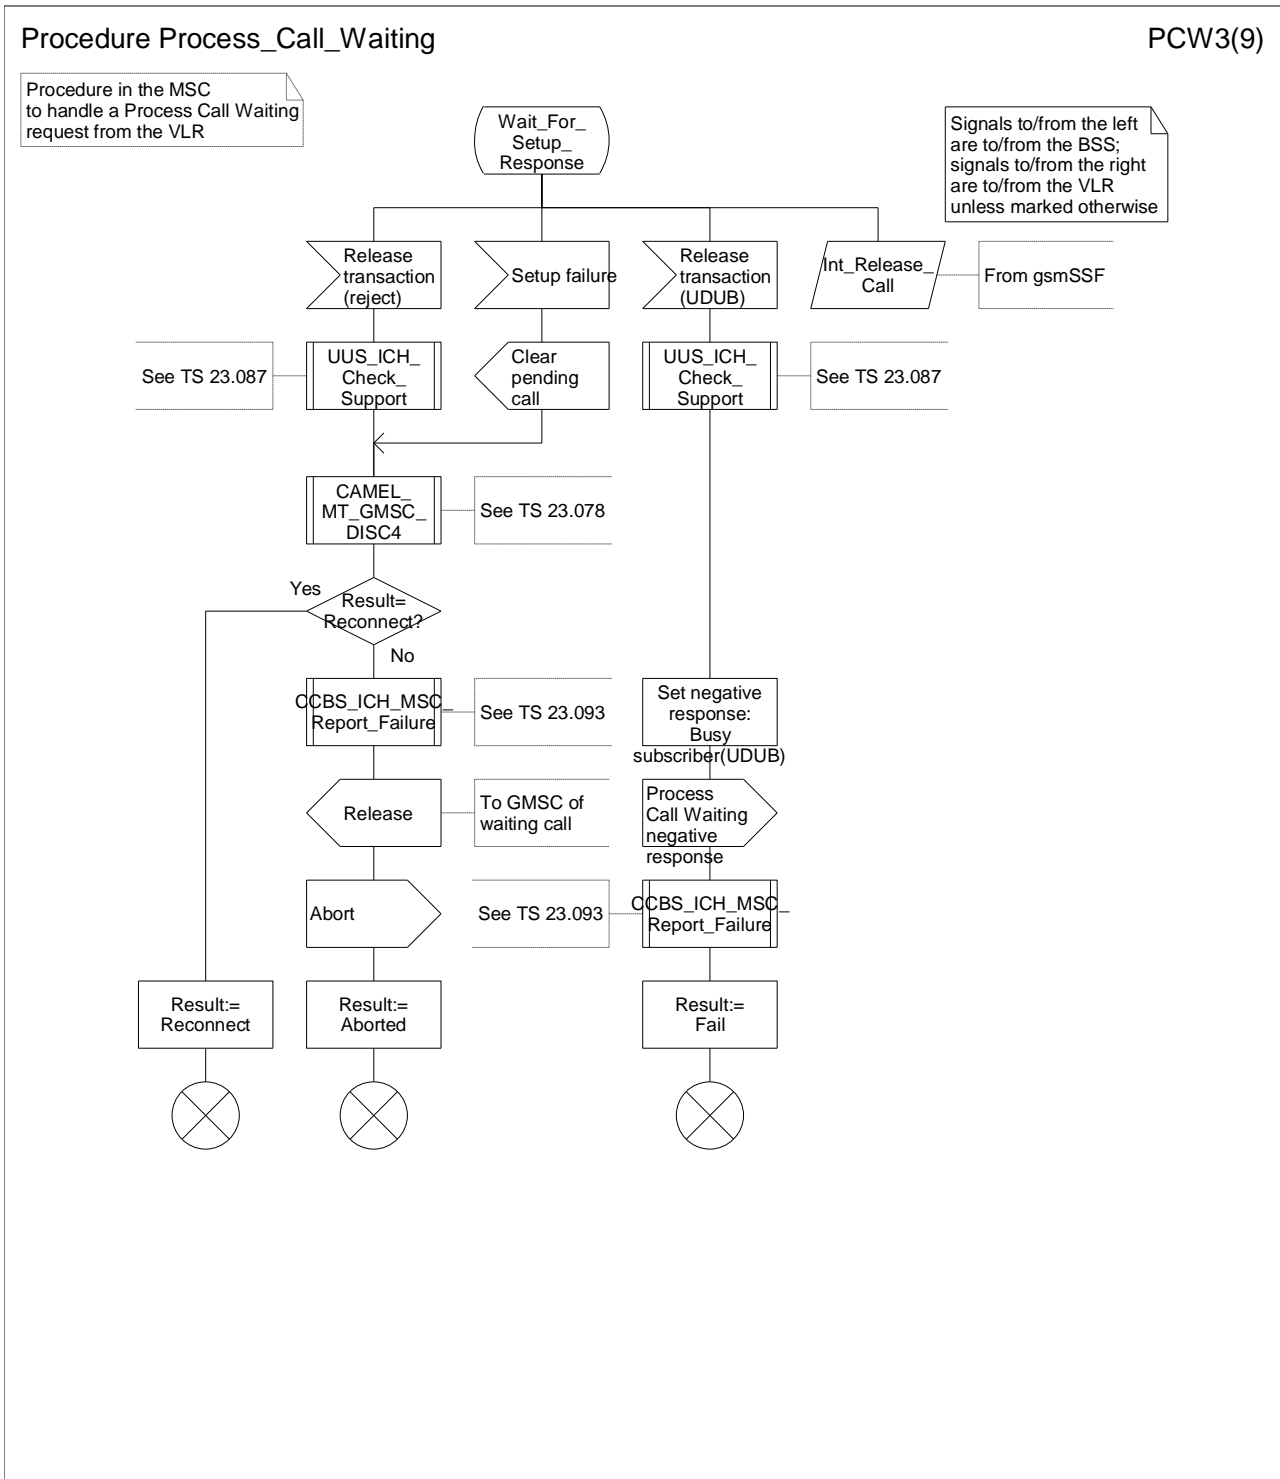 Procedure Process_Call_Waiting
PCW3(9)
Procedure in the MSC
to handle a Process Call Waiting
request from the VLR
Wait_For_
Setup_
Response
Signals to/from the left
are to/from the BSS;
signals to/from the right
are to/from the VLR
unless marked otherwise
Release
transaction
(reject)
Setup failure
Release
transaction
(UDUB)
Int_Release_
Call
From gsmSSF
See TS 23.087
UUS_ICH_
Check_
Support
Clear
pending
call
UUS_ICH_
Check_
Support
See TS 23.087
CAMEL_
MT_GMSC_
DISC4
See TS 23.078
Yes
Result=
Reconnect?
No
CCBS_ICH_MSC_
Report_Failure
See TS 23.093
Set negative
response:
Busy
subscriber(UDUB)
Release
To GMSC of
waiting call
Process
Call Waiting
negative
response
Abort
See TS 23.093
CCBS_ICH_MSC_
Report_Failure
Result:=
Reconnect
Result:=
Aborted
Result:=
Fail